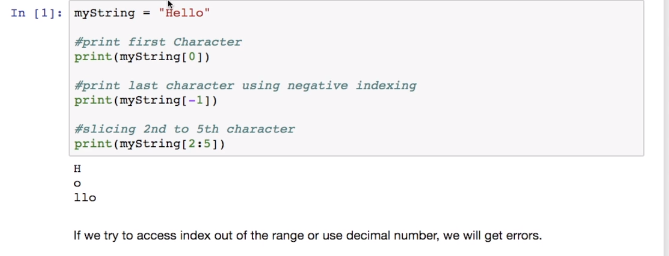 In [1]: myString = "Hello"
#print first Character
print(myString[0])
#print last character using negative indexing
print(myString[-1])
#slicing 2nd to 5th character
print(myString[2:5])
H
o
llo
If we try to access index out of the range or use decimal number, we will get errors.